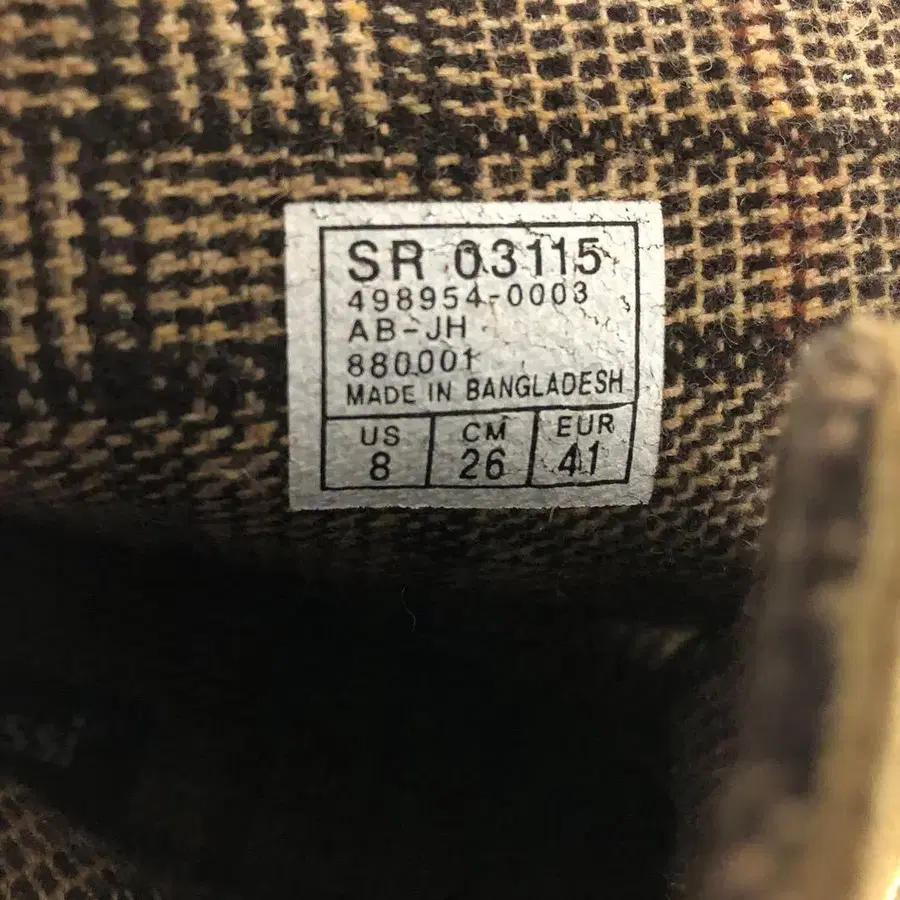 SR 03115
498954-0003
AB-JH
880001
MADE IN BANGLADESH
US CM EUR
8 26 41